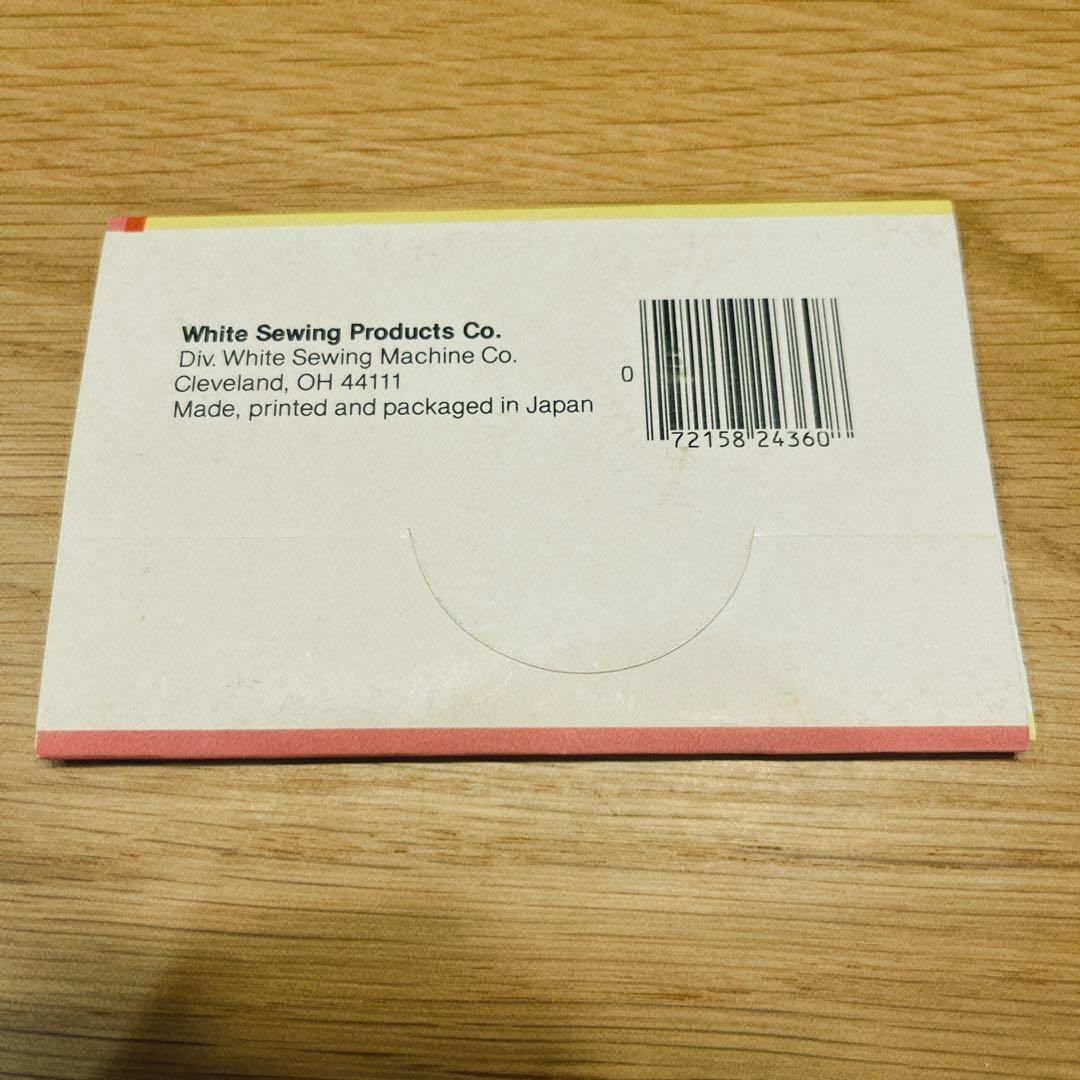 White Sewing Products Co.
Div. White Sewing Machine Co.
Cleveland, OH 44111
Made, printed and packaged in Japan
0 72158 24360